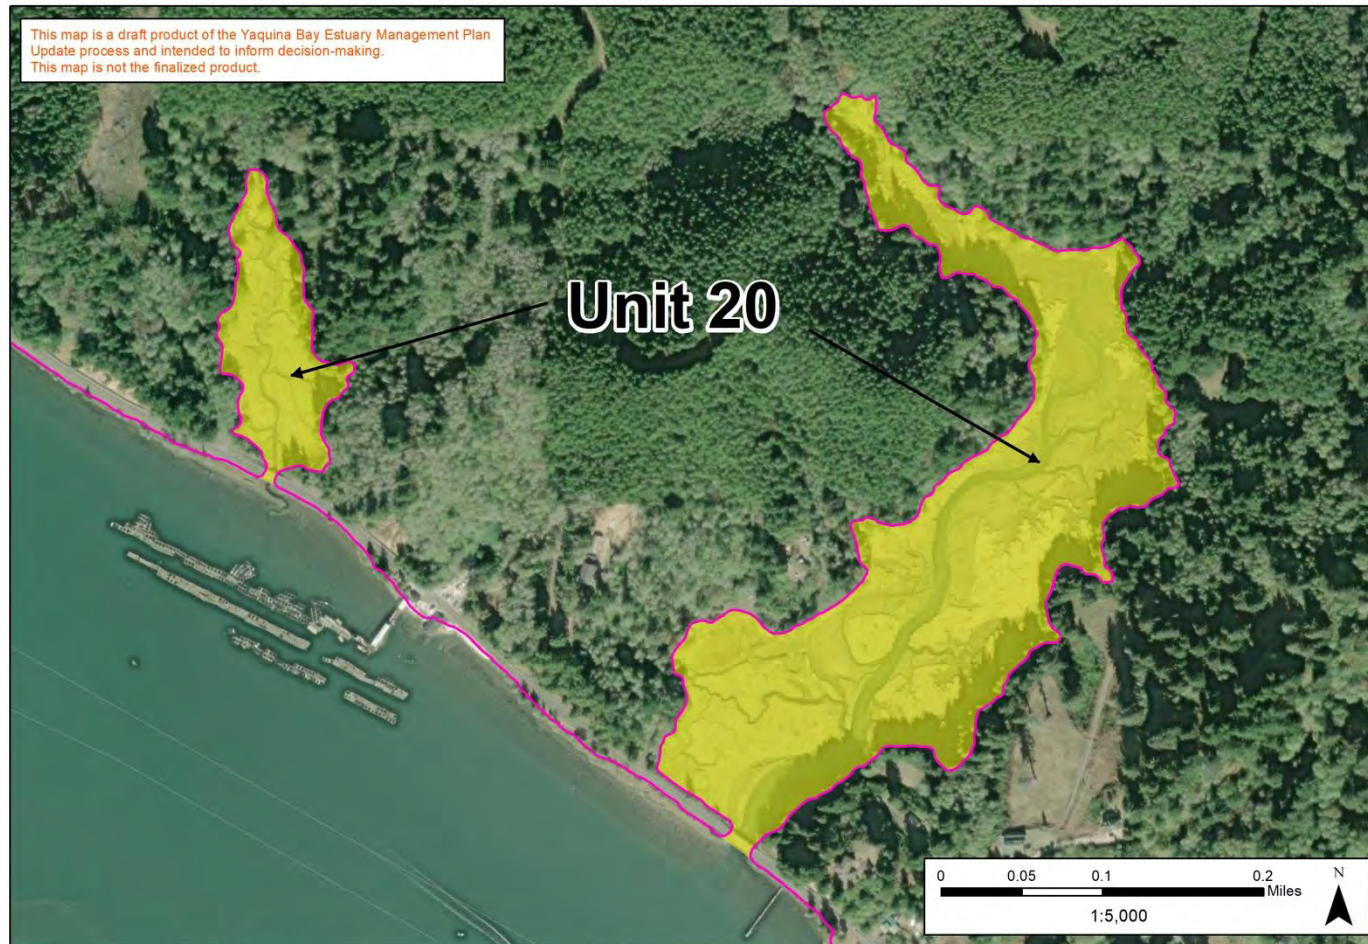 This map is a draft product of the Yaquina Bay Estuary Management Plan
Update process and intended to inform decision-making.
This map is not the finalized product.
Unit 20
0 0.05 0.1 0.2
Miles
1:5,000
N